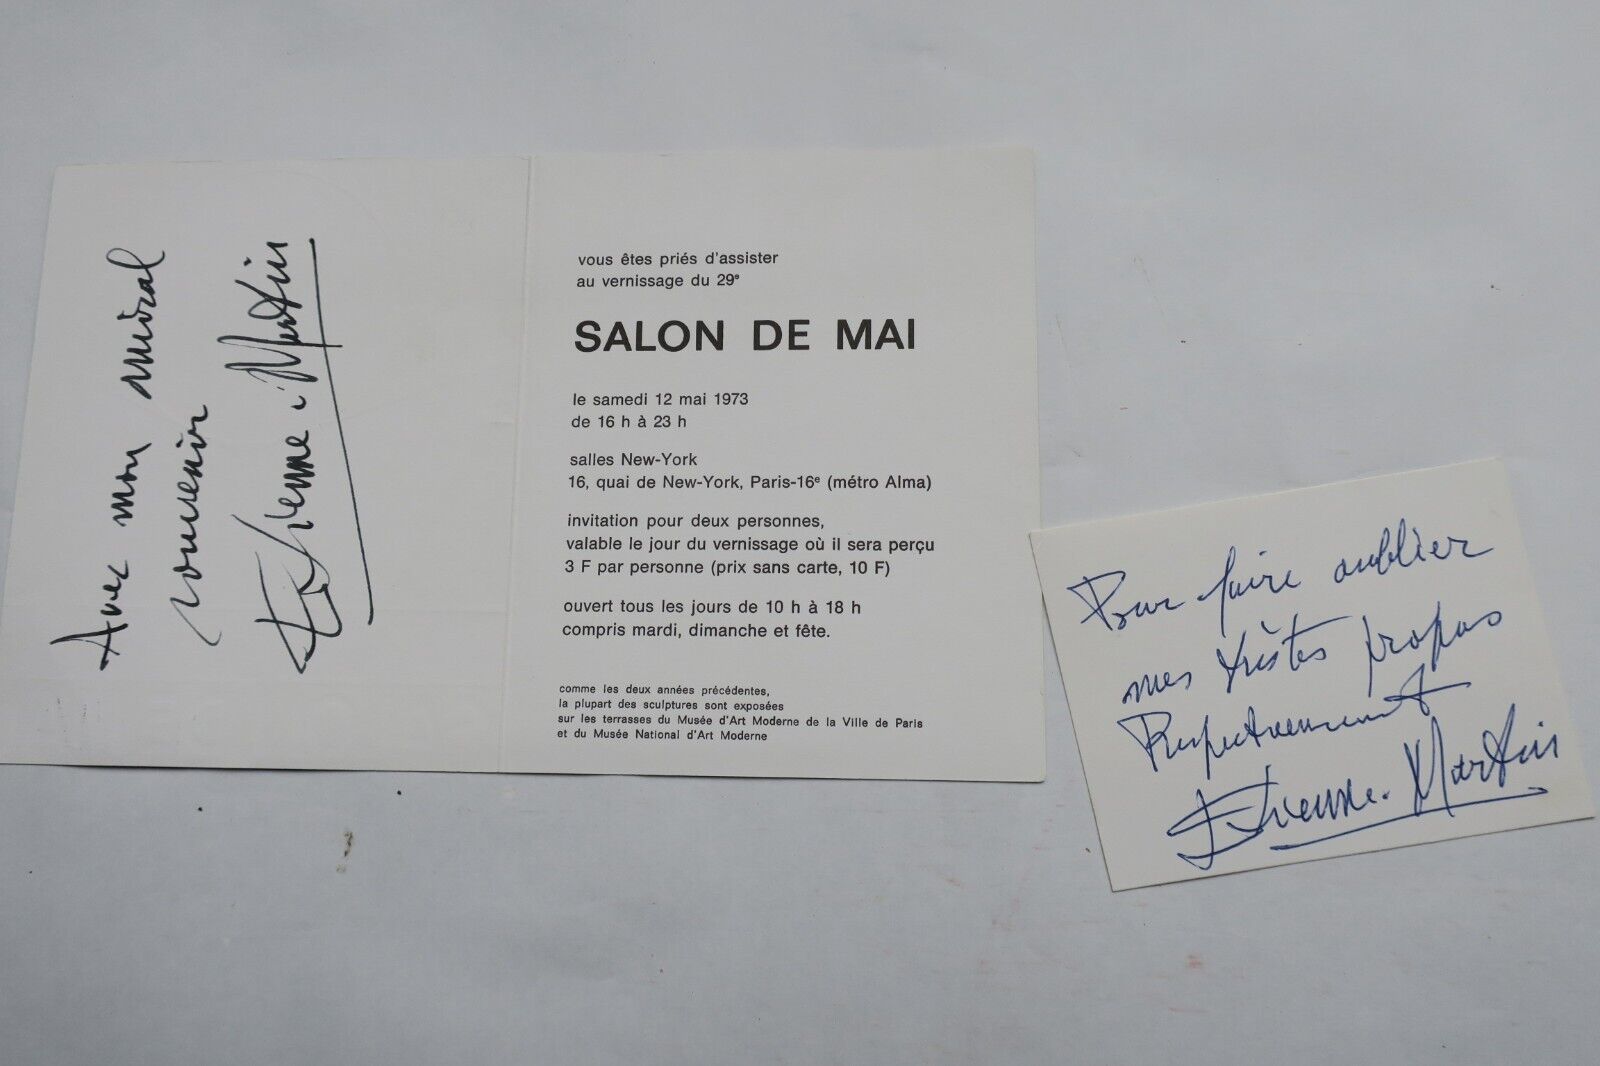 Avec mon amical
souvenir
Etienne-Martin
vous êtes priés d'assister
au vernissage du 29e
SALON DE MAI
le samedi 12 mai 1973
de 16 h à 23 h
salles New-York
16, quai de New-York, Paris-16e (métro Alma)
invitation pour deux personnes,
valable le jour du vernissage où il sera perçu
3 F par personne (prix sans carte, 10 F)
ouvert tous les jours de 10 h à 18 h
compris mardi, dimanche et fête.
comme les deux années précédentes,
la plupart des sculptures sont exposées
sur les terrasses du Musée d'Art Moderne de la Ville de Paris
et du Musée National d'Art Moderne
Pour faire oublier
mes tristes propos
Respectueusement
Etienne-Martin